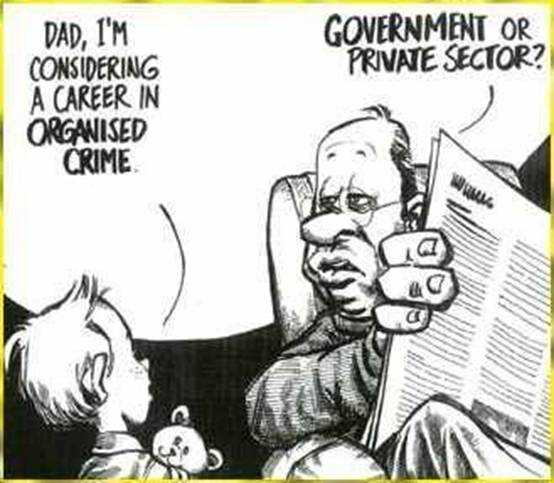 DAD, I'M
CONSIDERING
A CAREER IN
ORGANISED
CRIME.
GOVERNMENT OR
PRIVATE SECTOR?